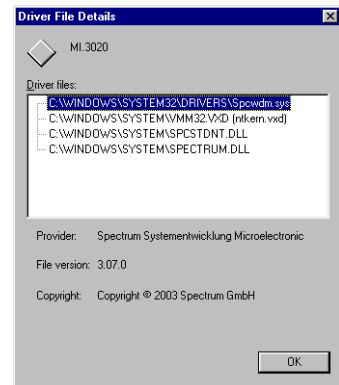 Driver File Details
MI.3020
Driver files:
C:\WINDOWS\SYSTEM32\DRIVERS\Spcwdm.sys
C:\WINDOWS\SYSTEM\VMM32.VXD (ntkern.vxd)
C:\WINDOWS\SYSTEM\SPCSTDNT.DLL
C:\WINDOWS\SYSTEM\SPECTRUM.DLL
Provider: Spectrum Systementwicklung Microelectronic
File version: 3.07.0
Copyright: Copyright © 2003 Spectrum GmbH
OK